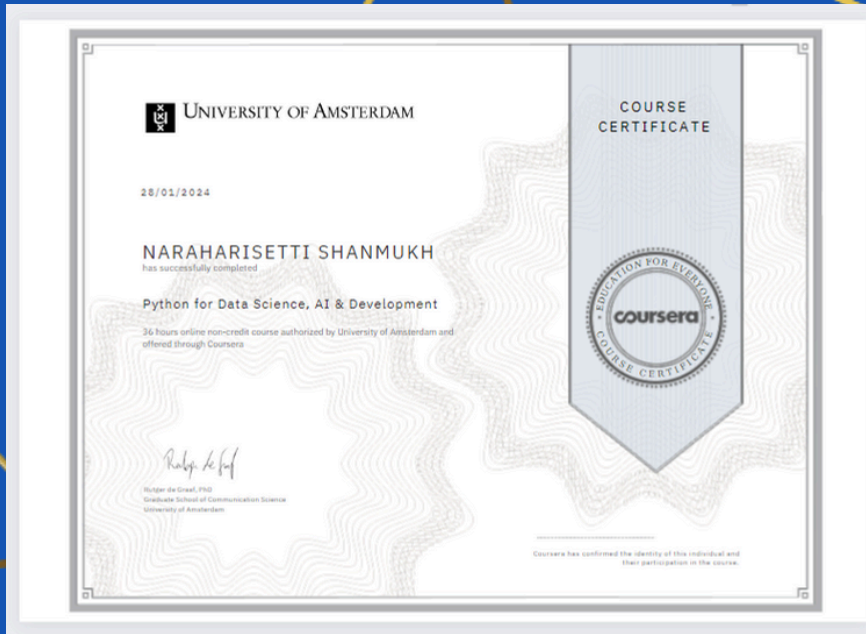 UNIVERSITY OF AMSTERDAM
COURSE
CERTIFICATE
28/01/2024
NARAHARISETTI SHANMUKH
has successfully completed
Python for Data Science, AI & Development
36 hours online non-credit course authorized by University of Amsterdam and
offered through Coursera
EDUCATION FOR EVERYONE
coursera
COURSE CERTIFICATE
Rutger de Graaf, PhD
Graduate School of Communication Science
University of Amsterdam
Coursera has confirmed the identity of this individual and
their participation in the course.